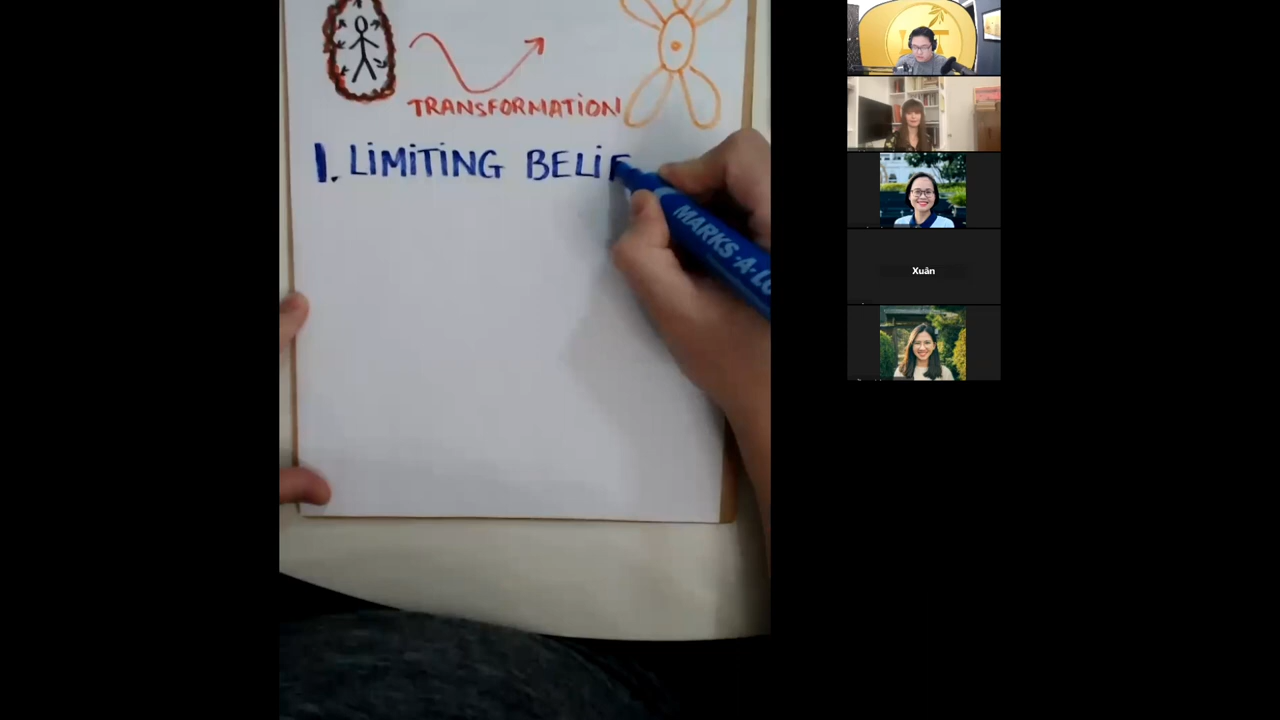 TRANSFORMATION
1. LIMITING BELIE
MARKS-A-LO
Xuân